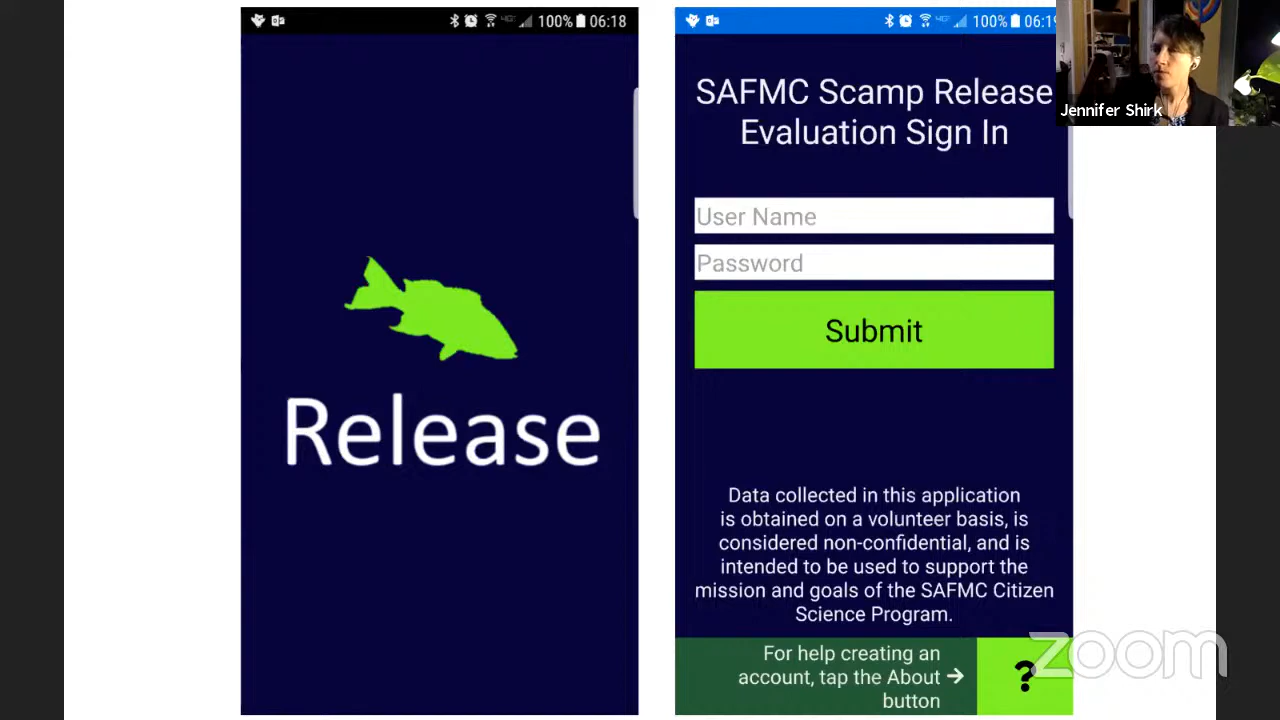 100% 06:18
Release
100% 06:19
SAFMC Scamp Release
Evaluation Sign In
User Name
Password
Submit
Data collected in this application
is obtained on a volunteer basis, is
considered non-confidential, and is
intended to be used to support the
mission and goals of the SAFMC Citizen
Science Program.
For help creating an
account, tap the About →
button
?
Jennifer Shirk
zoom